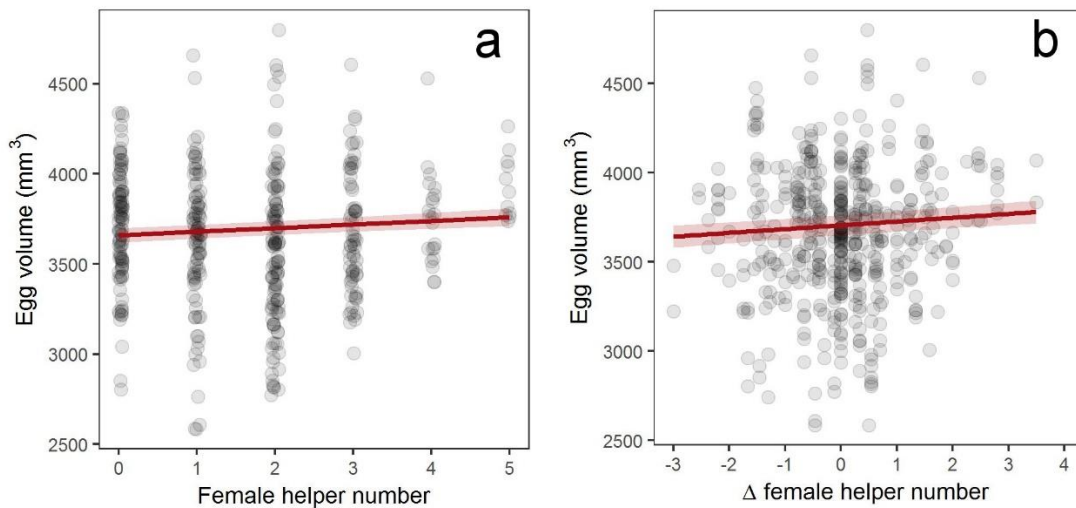 a
4500
4000
3500
3000
2500
Egg volume (mm³)
0 1 2 3 4 5
Female helper number
b
4500
4000
3500
3000
2500
Egg volume (mm³)
-3 -2 -1 0 1 2 3 4
Δ female helper number